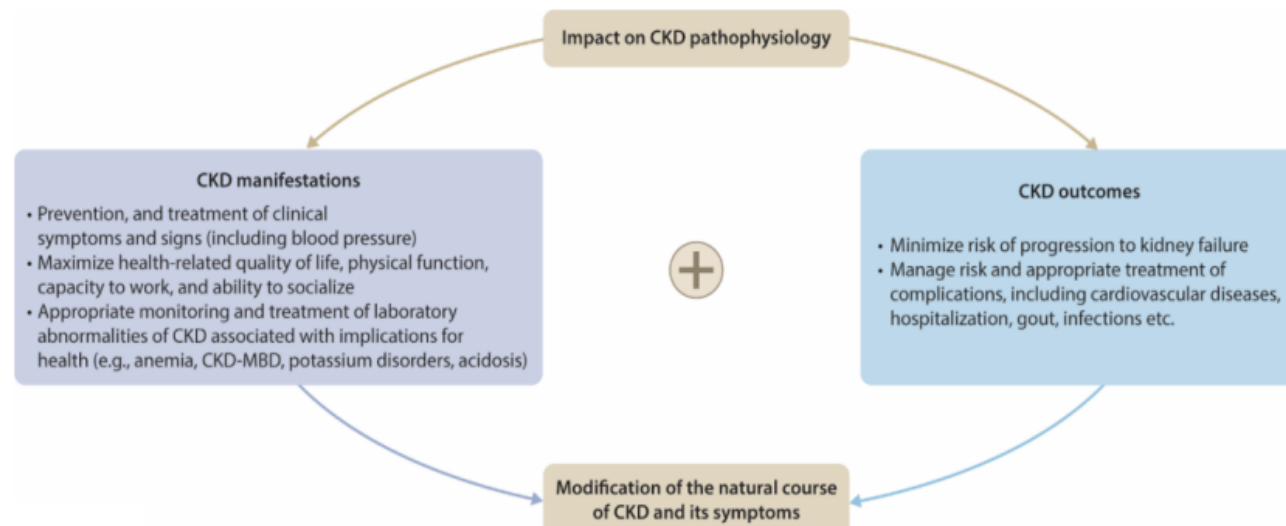 Impact on CKD pathophysiology
CKD manifestations
• Prevention, and treatment of clinical
symptoms and signs (including blood pressure)
• Maximize health-related quality of life, physical function,
capacity to work, and ability to socialize
• Appropriate monitoring and treatment of laboratory
abnormalities of CKD associated with implications for
health (e.g., anemia, CKD-MBD, potassium disorders, acidosis)
CKD outcomes
• Minimize risk of progression to kidney failure
• Manage risk and appropriate treatment of
complications, including cardiovascular diseases,
hospitalization, gout, infections etc.
Modification of the natural course
of CKD and its symptoms